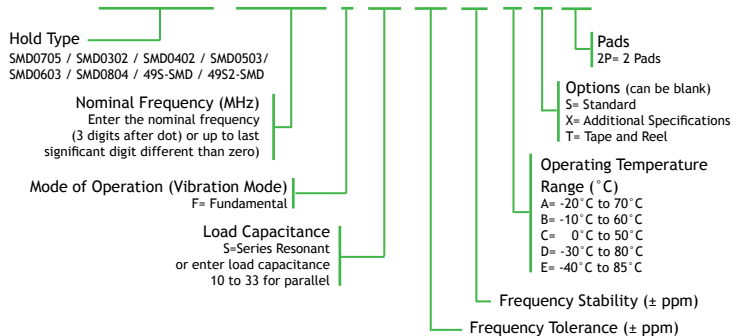 Hold Type
SMD0705 / SMD0302 / SMD0402 / SMD0503/
SMD0603 / SMD0804 / 49S-SMD / 49S2-SMD
Nominal Frequency (MHz)
Enter the nominal frequency
(3 digits after dot) or up to last
significant digit different than zero)
Mode of Operation (Vibration Mode)
F= Fundamental
Load Capacitance
S=Series Resonant
or enter load capacitance
10 to 33 for parallel
Pads
2P= 2 Pads
Options (can be blank)
S= Standard
X= Additional Specifications
T= Tape and Reel
Operating Temperature
Range (°C)
A= -20°C to 70°C
B= -10°C to 60°C
C= 0°C to 50°C
D= -30°C to 80°C
E= -40°C to 85°C
Frequency Stability (± ppm)
Frequency Tolerance (± ppm)